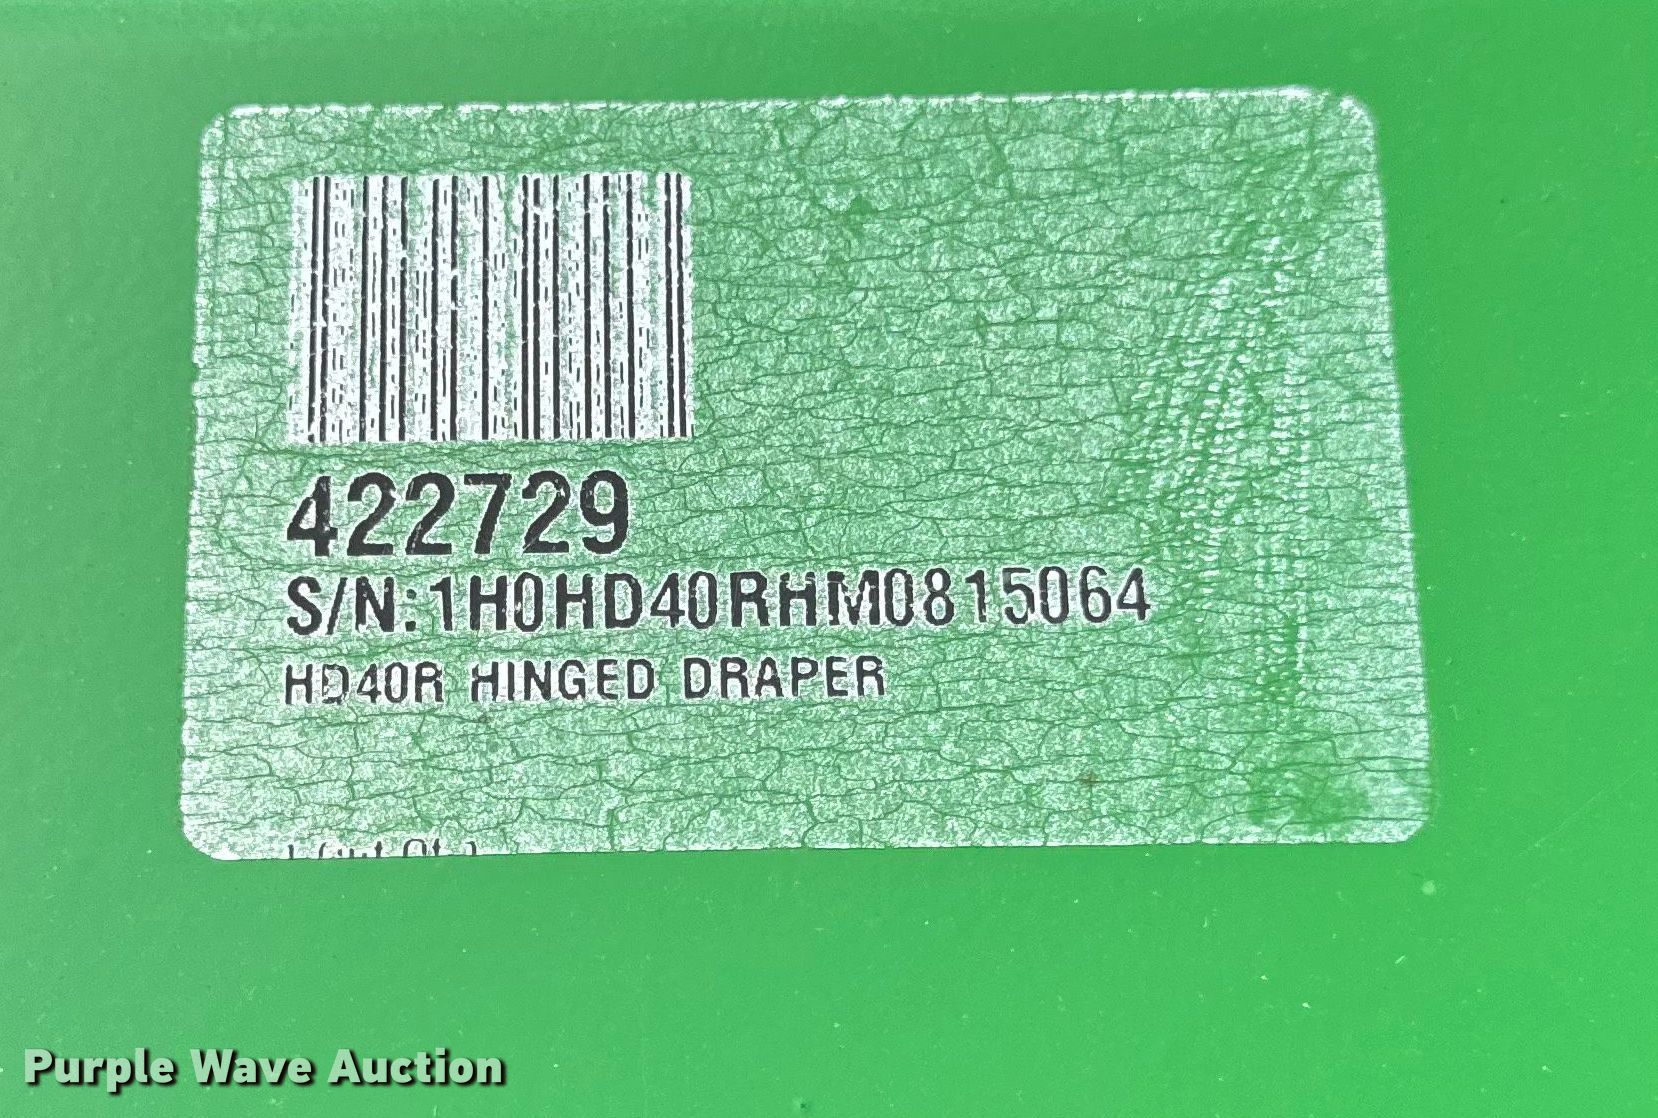 422729
S/N:1H0HD40RHM0815064
HD40R HINGED DRAPER
Purple Wave Auction